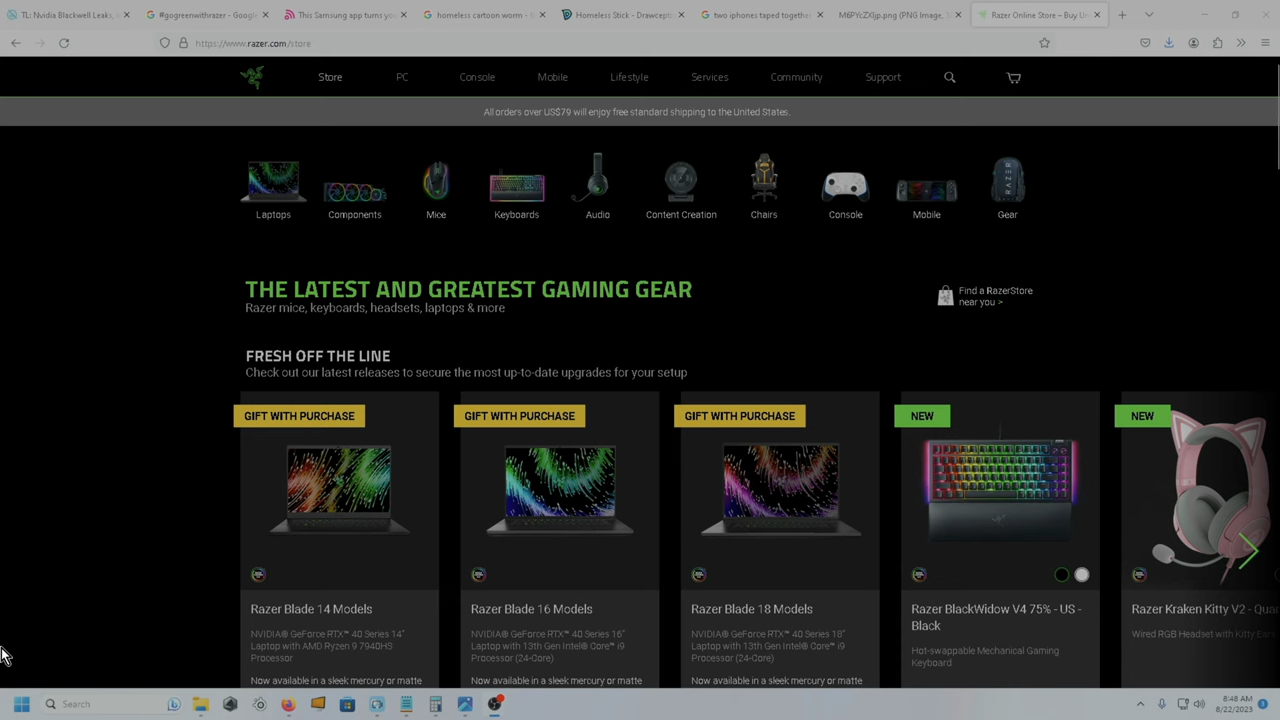 TL: Nvidia Blackwell Leaks,
#gogreenwithrazer - Google
This Samsung app turns you
homeless cartoon worm -
Homeless Stick - Drawcept
two iphones taped together
M6PYcZXIjp.png (PNG Image,
Razer Online Store – Buy Un
https://www.razer.com/store
Store
PC
Console
Mobile
Lifestyle
Services
Community
Support
All orders over US$79 will enjoy free standard shipping to the United States.
RAZER
Laptops
Components
Mice
Keyboards
Audio
Content Creation
Chairs
Console
Mobile
Gear
THE LATEST AND GREATEST GAMING GEAR
Razer mice, keyboards, headsets, laptops & more
Find a RazerStore
near you >
FRESH OFF THE LINE
Check out our latest releases to secure the most up-to-date upgrades for your setup
GIFT WITH PURCHASE
GIFT WITH PURCHASE
GIFT WITH PURCHASE
NEW
NEW
Razer Blade 14 Models
NVIDIA® GeForce RTX™ 40 Series 14"
Laptop with AMD Ryzen 9 7940HS
Processor
Now available in a sleek mercury or matte
Razer Blade 16 Models
NVIDIA® GeForce RTX™ 40 Series 16"
Laptop with 13th Gen Intel® Core™ i9
Processor (24-Core)
Now available in a sleek mercury or matte
Razer Blade 18 Models
NVIDIA® GeForce RTX™ 40 Series 18"
Laptop with 13th Gen Intel® Core™ i9
Processor (24-Core)
Now available in a sleek mercury or matte
Razer BlackWidow V4 75% - US -
Black
Hot-swappable Mechanical Gaming
Keyboard
Razer Kraken Kitty V2 - Quar
Wired RGB Headset with Kitty Ears
Search
8:48 AM
8/22/2023